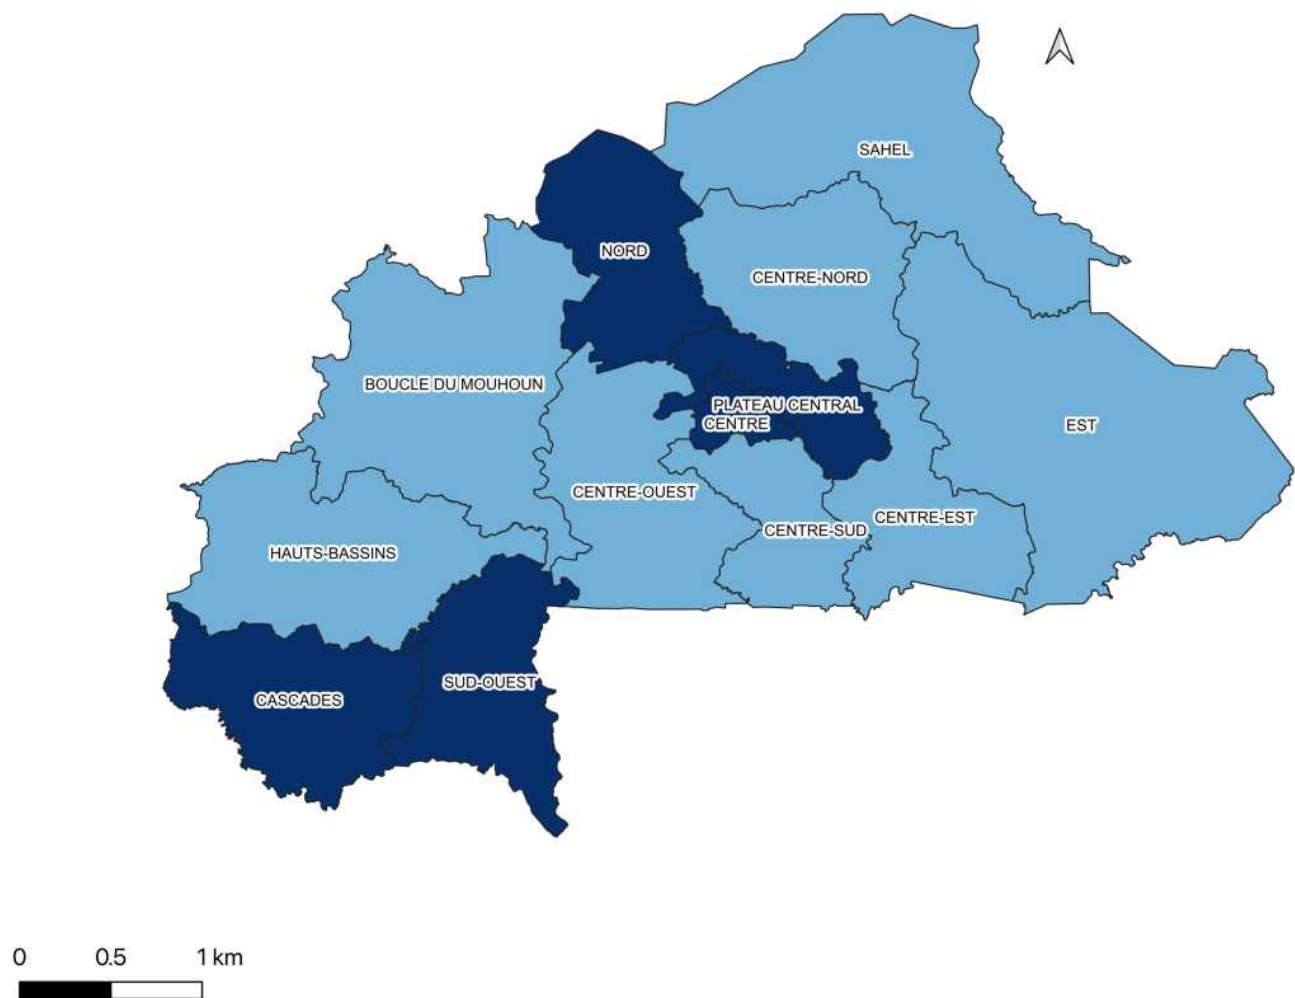 SAHEL
NORD
CENTRE-NORD
BOUCLE DU MOUHOUN
PLATEAU CENTRAL
CENTRE
EST
CENTRE-OUEST
CENTRE-EST
CENTRE-SUD
HAUTS-BASSINS
SUD-OUEST
CASCADES
0 0.5 1 km